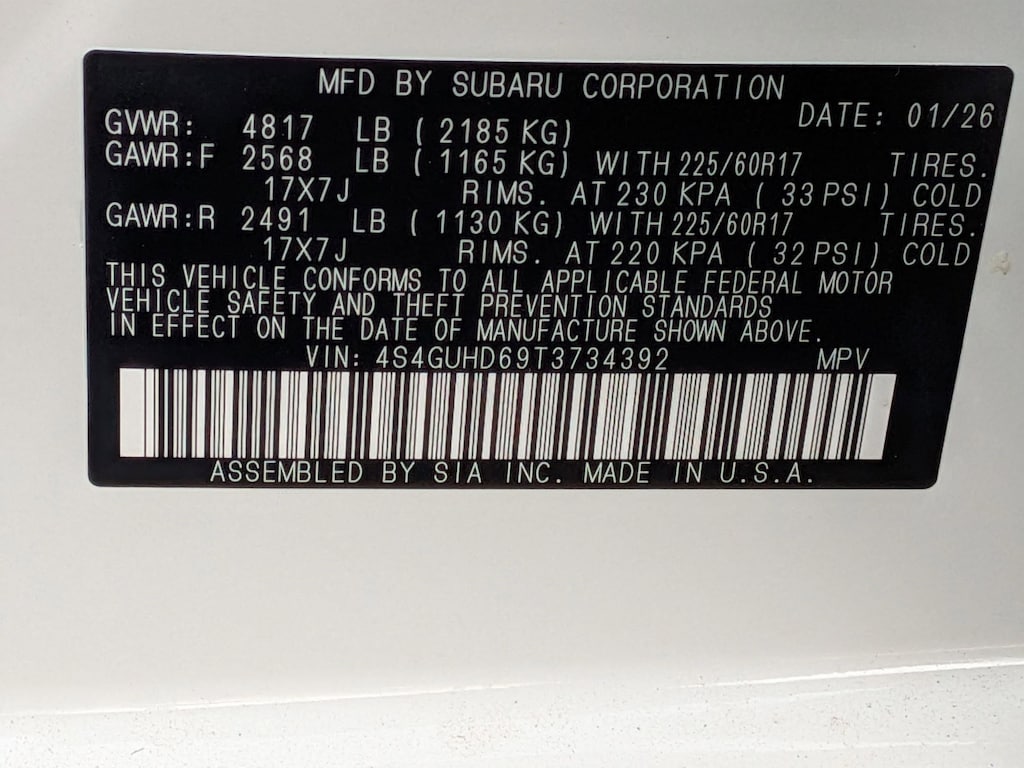 MFD BY SUBARU CORPORATION
DATE: 01/26
GVWR: 4817 LB ( 2185 KG)
GAWR:F 2568 LB ( 1165 KG) WITH 225/60R17 TIRES.
17X7J RIMS. AT 230 KPA ( 33 PSI) COLD
GAWR:R 2491 LB ( 1130 KG) WITH 225/60R17 TIRES.
17X7J RIMS. AT 220 KPA ( 32 PSI) COLD
THIS VEHICLE CONFORMS TO ALL APPLICABLE FEDERAL MOTOR
VEHICLE SAFETY AND THEFT PREVENTION STANDARDS
IN EFFECT ON THE DATE OF MANUFACTURE SHOWN ABOVE.
VIN: 4S4GUHD69T3734392 MPV
ASSEMBLED BY SIA INC. MADE IN U.S.A.